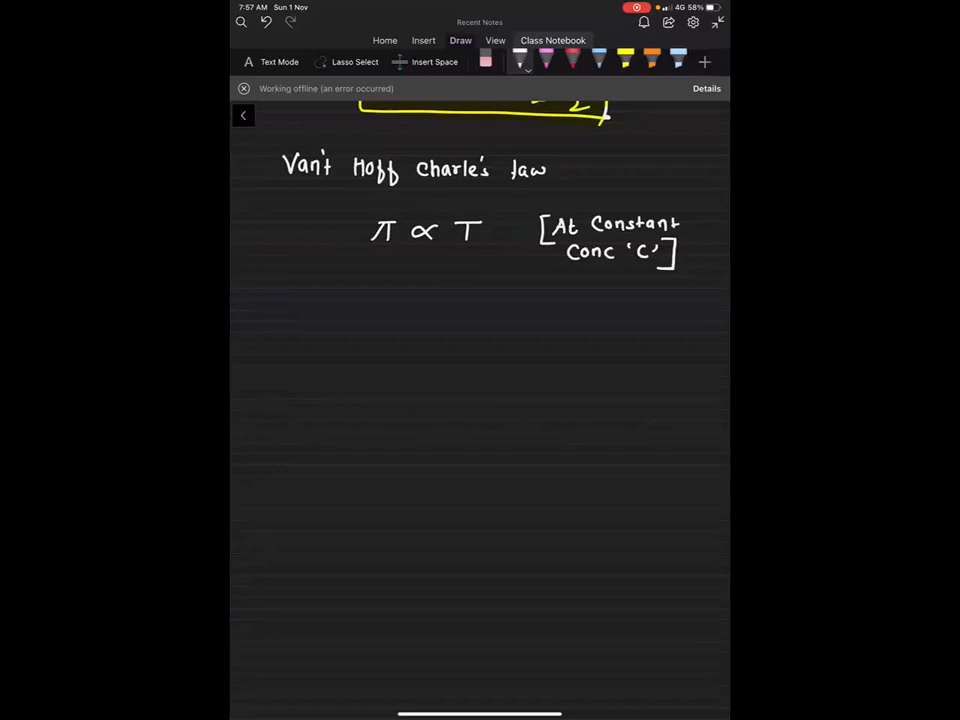 7:57 AM Sun 1 Nov
4G 58%
Recent Notes
Home Insert Draw View Class Notebook
Text Mode Lasso Select Insert Space
Working offline (an error occurred) Details
2
Van't Hoff Charle's law
π ∝ T [At Constant
Conc 'C']